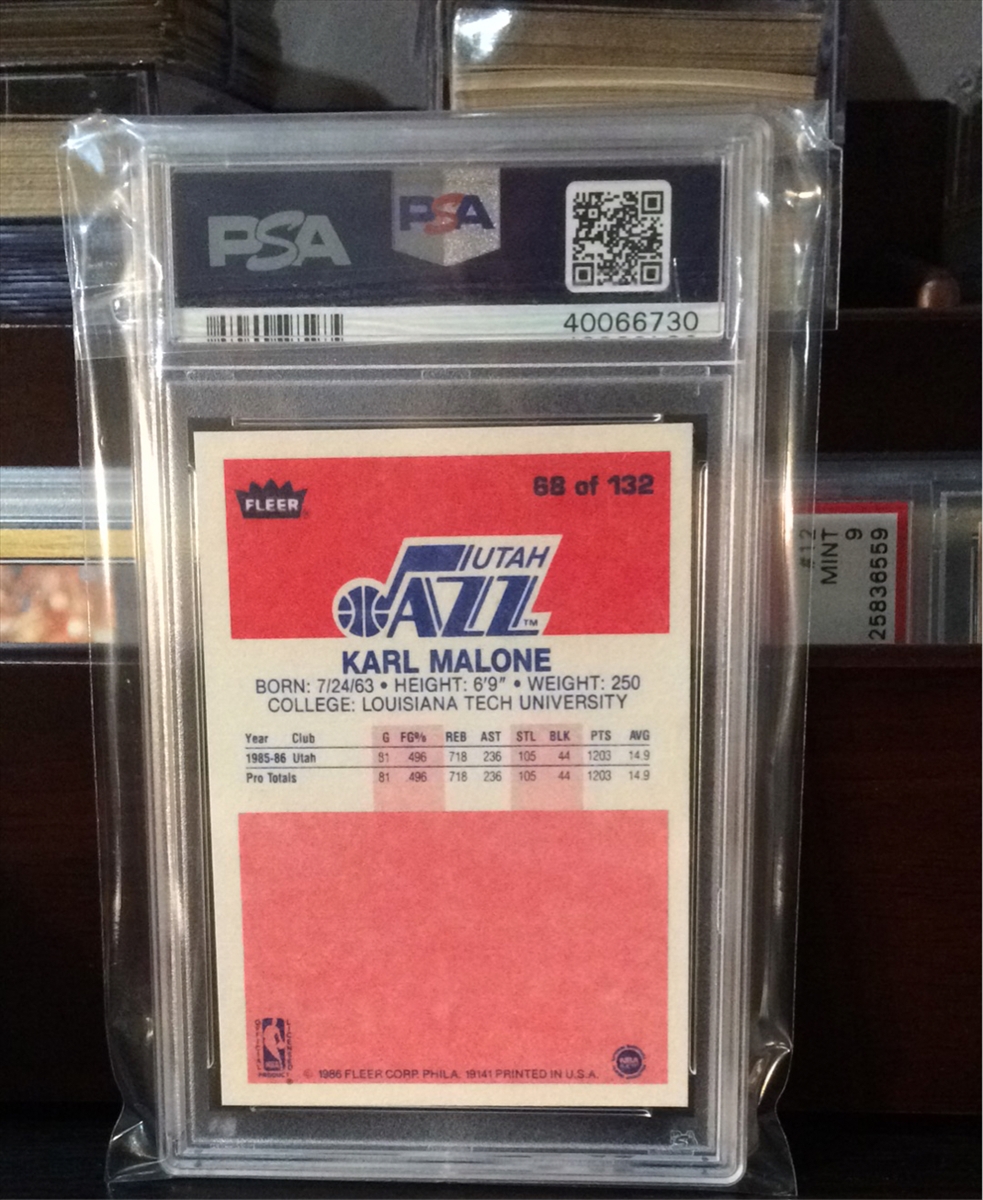 PSA
PSA
40066730
FLEER
68 of 132
UTAH
JAZZ ™
KARL MALONE
BORN: 7/24/63 • HEIGHT: 6'9" • WEIGHT: 250
COLLEGE: LOUISIANA TECH UNIVERSITY
Year Club G FG% REB AST STL BLK PTS AVG
1985-86 Utah 81 .496 718 236 105 44 1203 14.9
Pro Totals 81 .496 718 236 105 44 1203 14.9
© 1986 FLEER CORP. PHILA. 19141 PRINTED IN U.S.A.
#12
MINT 9
25836559